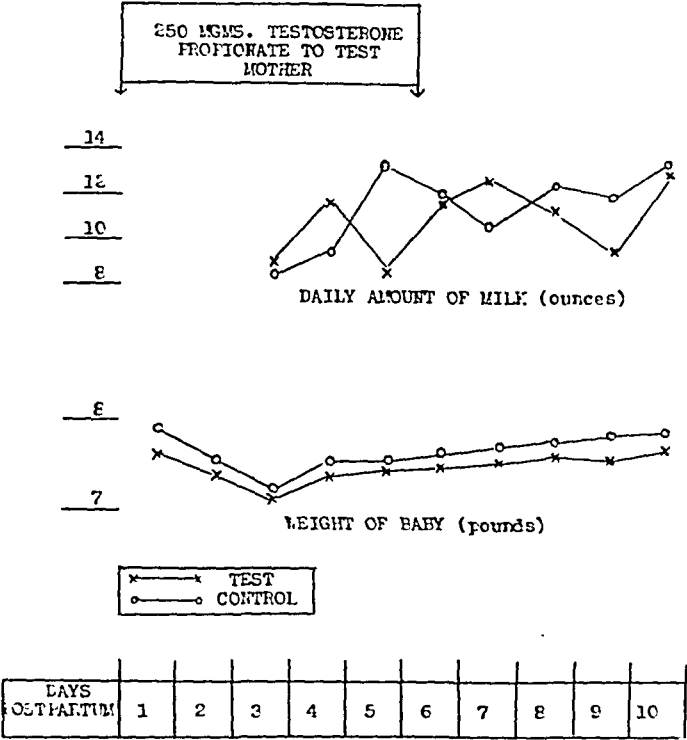 250 MGMS. TESTOSTERONE
PROPIONATE TO TEST
MOTHER
14
12
10
8
DAILY AMOUNT OF MILK (ounces)
8
7
WEIGHT OF BABY (pounds)
TEST
CONTROL
DAYS
POSTPARTUM 1 2 3 4 5 6 7 8 9 10